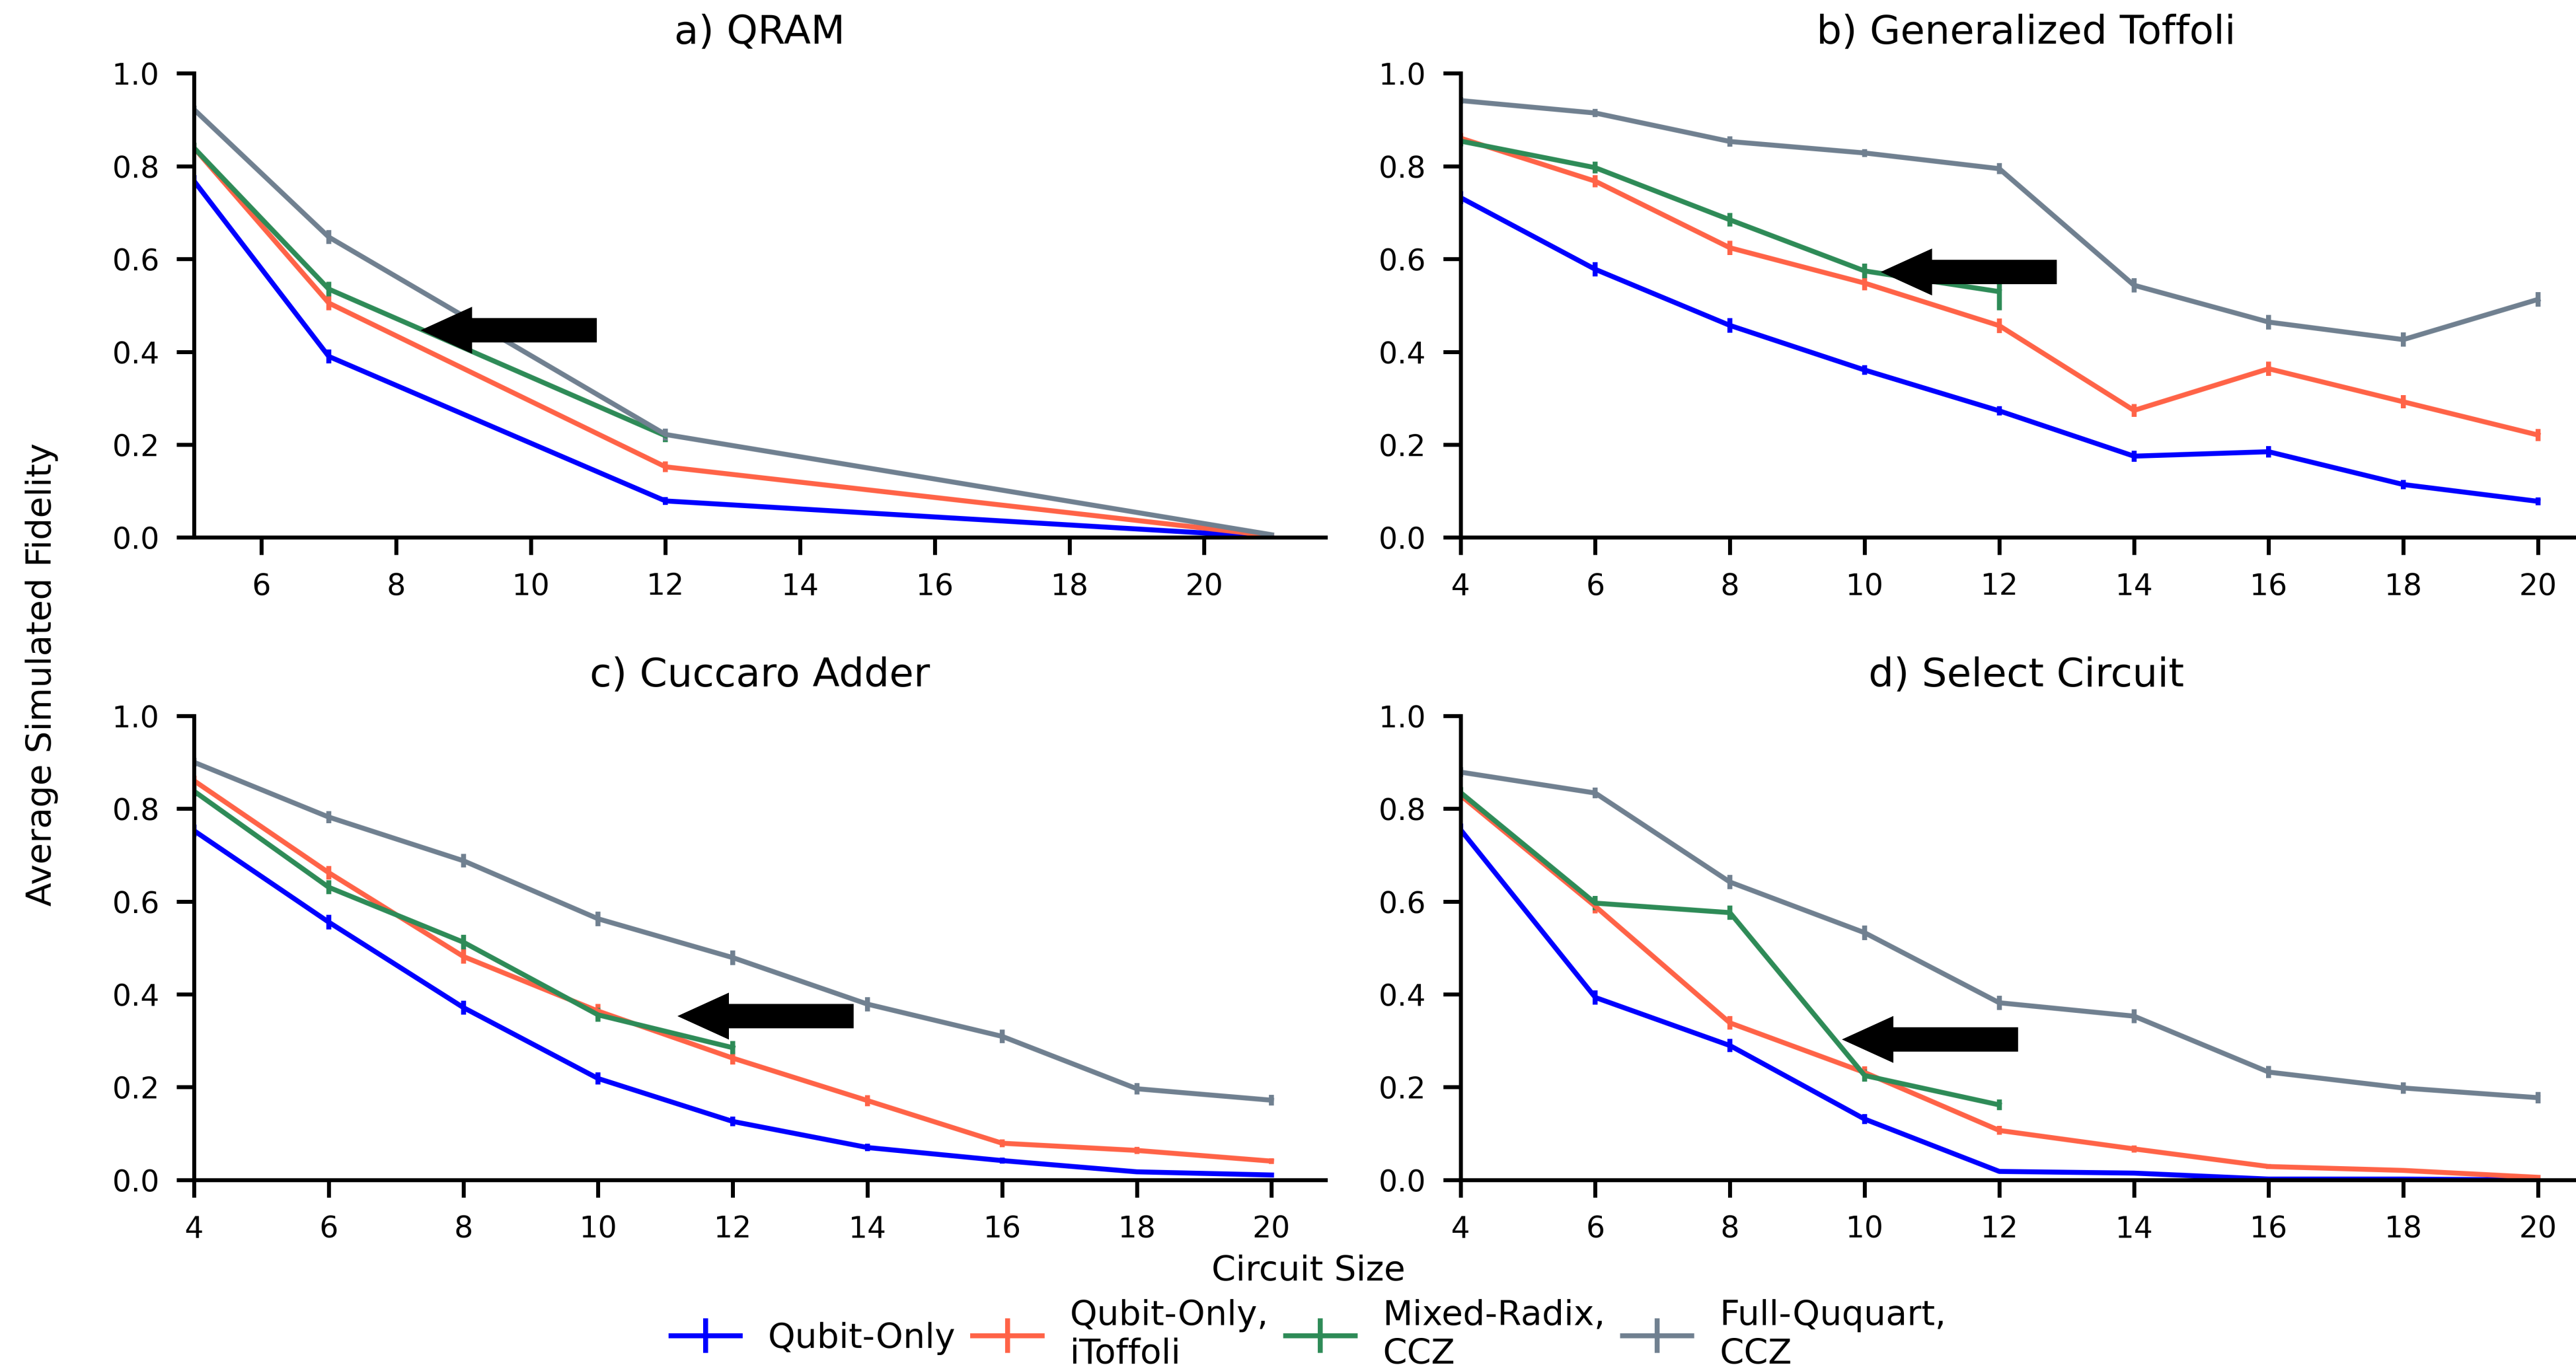 a) QRAM
b) Generalized Toffoli
1.0
0.8
0.6
0.4
0.2
0.0
6 8 10 12 14 16 18 20
1.0
0.8
0.6
0.4
0.2
0.0
4 6 8 10 12 14 16 18 20
Average Simulated Fidelity
c) Cuccaro Adder
d) Select Circuit
1.0
0.8
0.6
0.4
0.2
0.0
4 6 8 10 12 14 16 18 20
1.0
0.8
0.6
0.4
0.2
0.0
4 6 8 10 12 14 16 18 20
Circuit Size
Qubit-Only
Qubit-Only,
iToffoli
Mixed-Radix,
CCZ
Full-Ququart,
CCZ